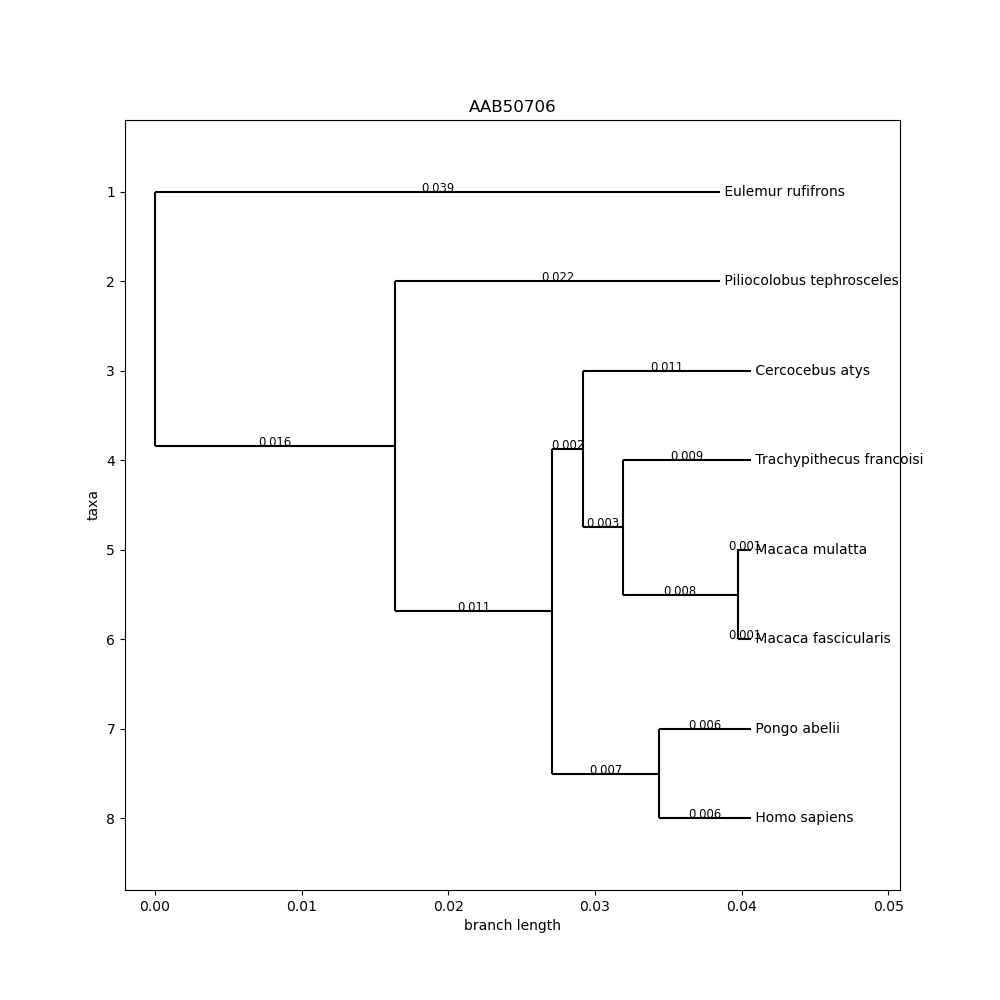 AAB50706
1
0.039
Eulemur rufifrons
2
0.022
Piliocolobus tephrosceles
3
0.011
Cercocebus atys
0.016
0.002
4
0.009
Trachypithecus francoisi
taxa
0.003
5
0.001
Macaca mulatta
0.008
0.011
6
0.001
Macaca fascicularis
7
0.006
Pongo abelii
0.007
8
0.006
Homo sapiens
0.00 0.01 0.02 0.03 0.04 0.05
branch length